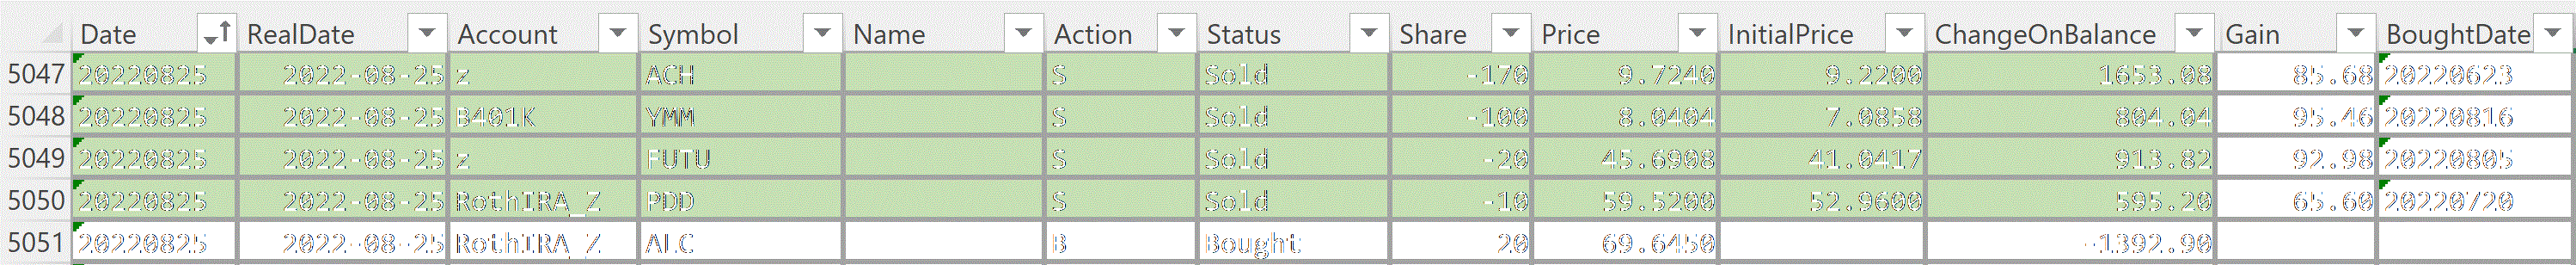 Date RealDate Account Symbol Name Action Status Share Price InitialPrice ChangeOnBalance Gain BoughtDate
5047 20220825 2022-08-25 z ACH S Sold -170 9.7240 9.2200 1653.08 85.68 20220623
5048 20220825 2022-08-25 B401K YMM S Sold -100 8.0404 7.0858 804.04 95.46 20220816
5049 20220825 2022-08-25 z FUTU S Sold -20 45.6908 41.0417 913.82 92.98 20220805
5050 20220825 2022-08-25 RothIRA_Z PDD S Sold -10 59.5200 52.9600 595.20 65.60 20220720
5051 20220825 2022-08-25 RothIRA_Z ALC B Bought 20 69.6450 -1392.90